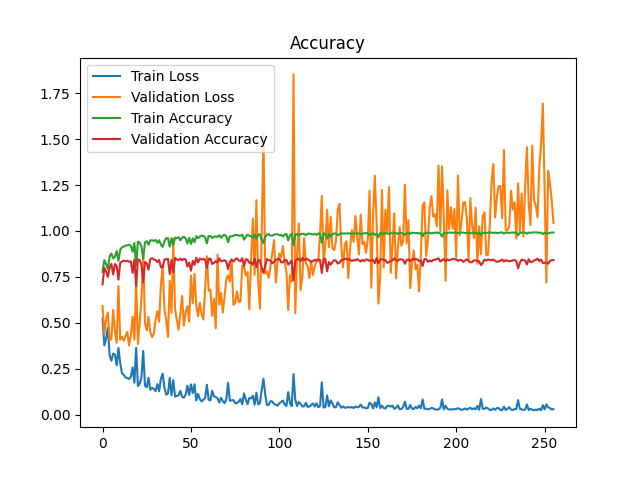 Accuracy
Train Loss
Validation Loss
Train Accuracy
Validation Accuracy
1.75
1.50
1.25
1.00
0.75
0.50
0.25
0.00
0 50 100 150 200 250